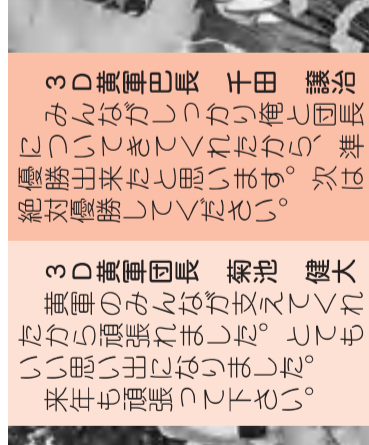 ３Ｄ黄軍巴長　千田　譲治
みんながしっかり俺と団長
についてきてくれたから、準
優勝出来たと思います。次は
絶対優勝してください。
３Ｄ黄軍団長　菊池　健大
黄軍のみんなが支えてくれ
だから頑張れました。とても
いい思い出になりました。
来年も頑張って下さい。